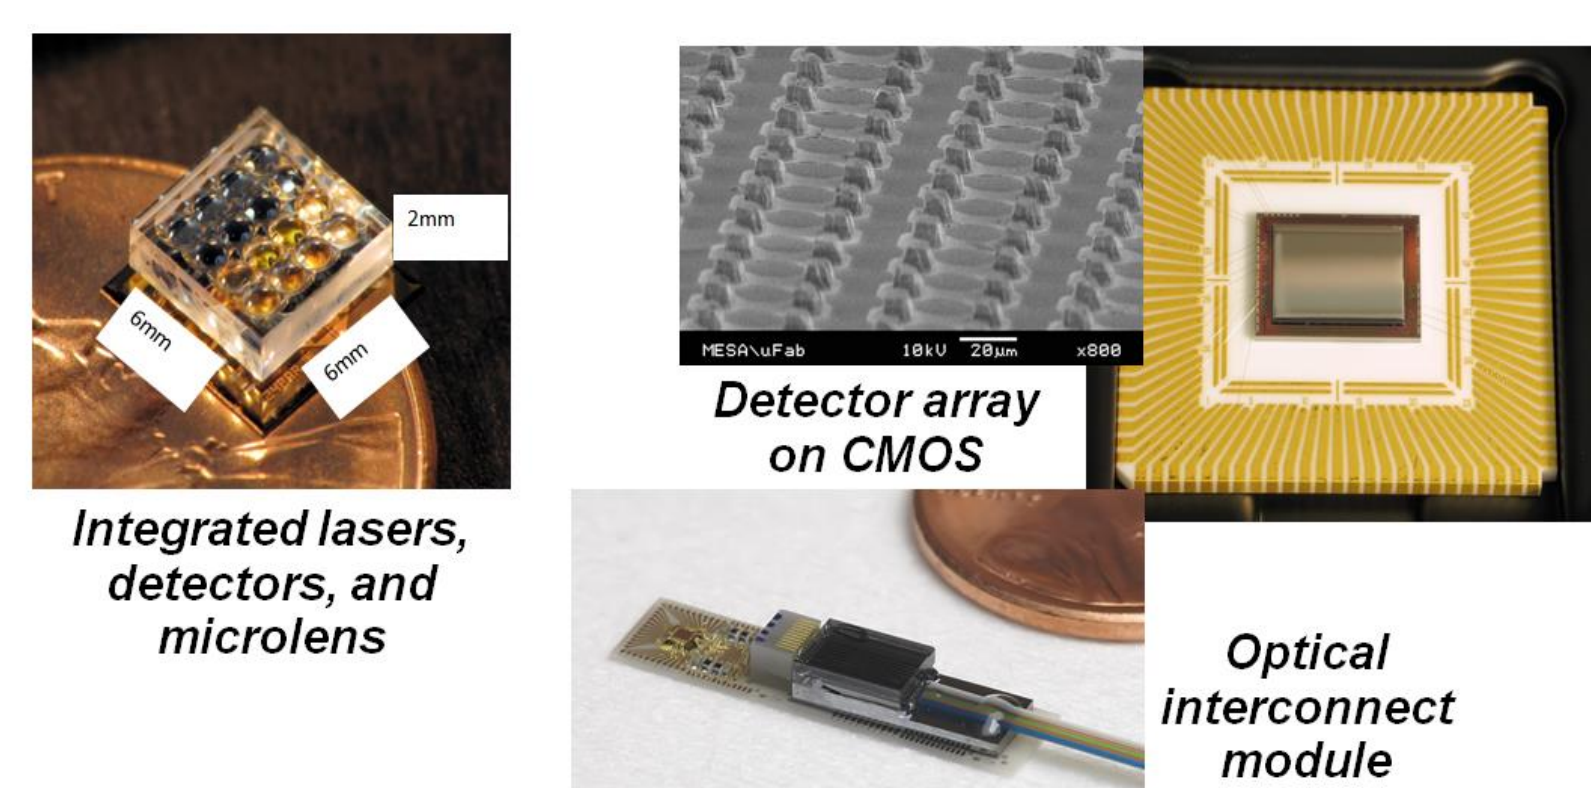 2mm
6mm
6mm
Integrated lasers,
detectors, and
microlens
MESA\uFab 10kV 20µm x800
Detector array
on CMOS
Optical
interconnect
module